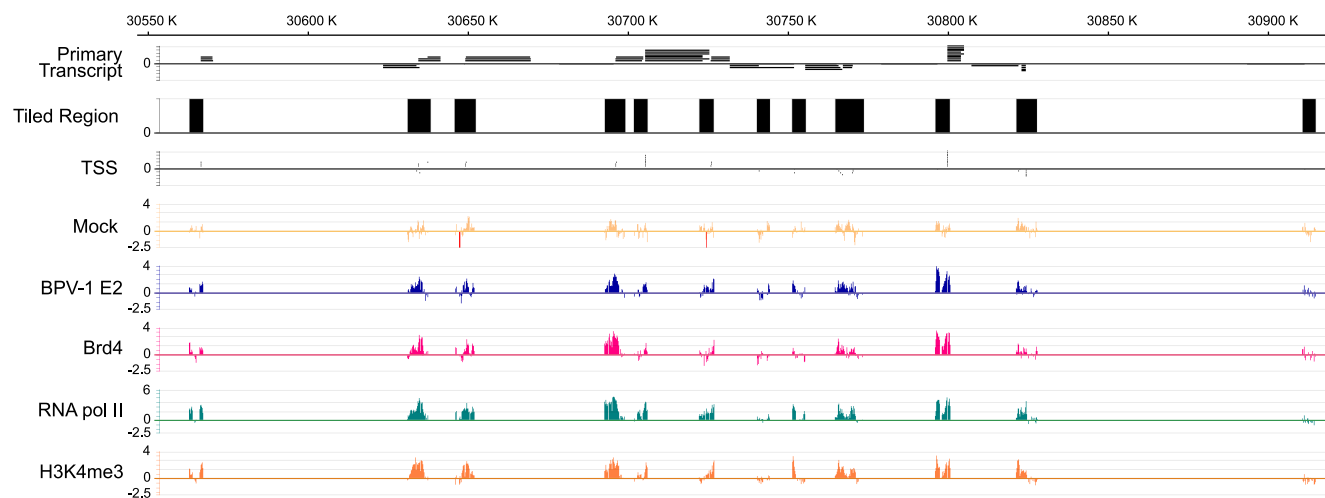 30550 K 30600 K 30650 K 30700 K 30750 K 30800 K 30850 K 30900 K
Primary
Transcript
0
Tiled Region
0
TSS
0
4
Mock
0
-2.5
4
BPV-1 E2
0
-2.5
4
Brd4
0
-2.5
6
RNA pol II
0
-2.5
4
H3K4me3
0
-2.5